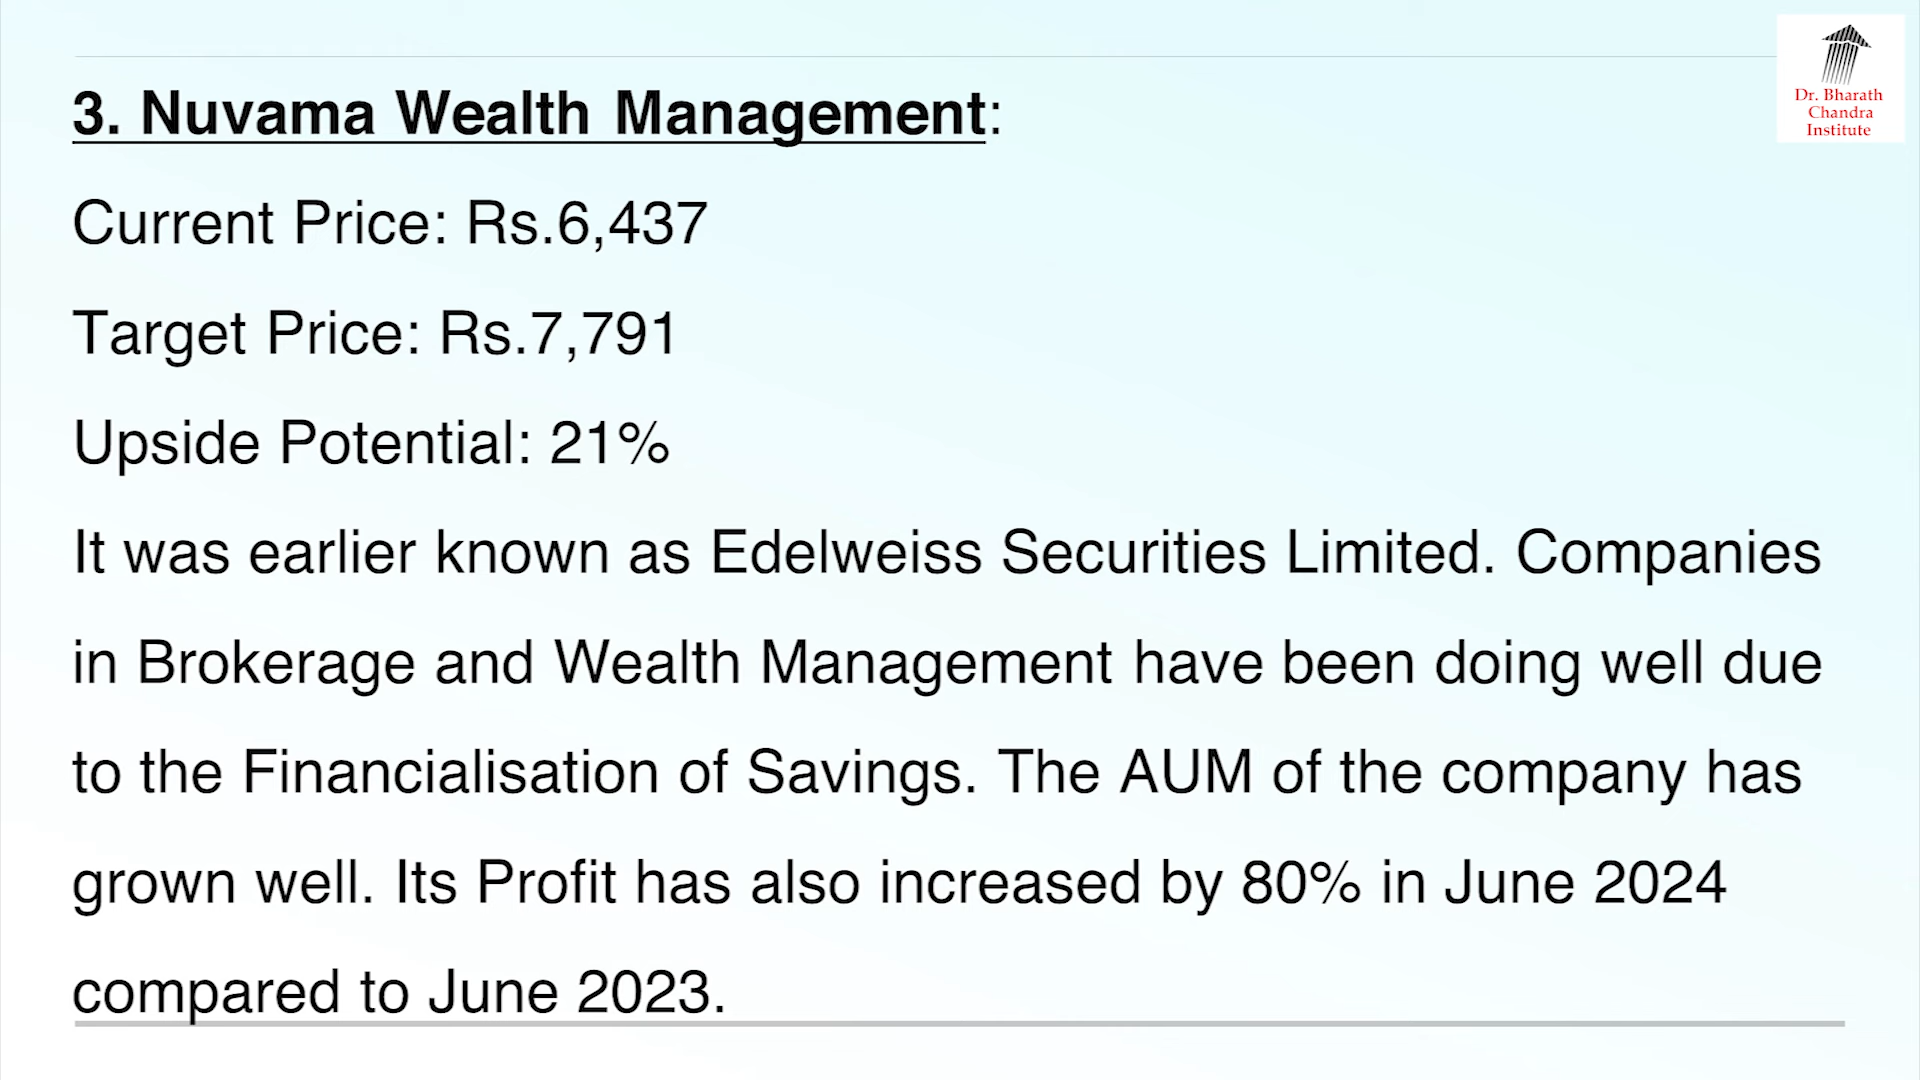 3. Nuvama Wealth Management:
Current Price: Rs.6,437
Target Price: Rs.7,791
Upside Potential: 21%
It was earlier known as Edelweiss Securities Limited. Companies
in Brokerage and Wealth Management have been doing well due
to the Financialisation of Savings. The AUM of the company has
grown well. Its Profit has also increased by 80% in June 2024
compared to June 2023.
Dr. Bharath
Chandra
Institute